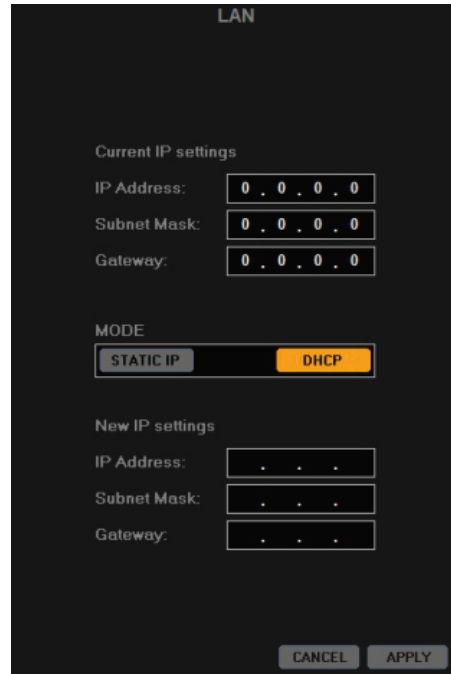 LAN
Current IP settings
IP Address: 0 . 0 . 0 . 0
Subnet Mask: 0 . 0 . 0 . 0
Gateway: 0 . 0 . 0 . 0
MODE
STATIC IP DHCP
New IP settings
IP Address: . . .
Subnet Mask: . . .
Gateway: . . .
CANCEL APPLY